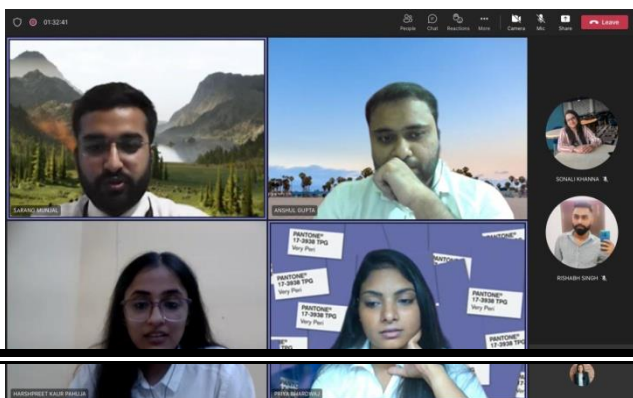 01:32:41
People Chat Reactions More Camera Mic Share Leave
SARANG MUNJAL
ANSHUL GUPTA
SONALI KHANNA
RISHABH SINGH
PANTONE®
17-3938 TPG
Very Peri
PANTONE®
17-3938 TPG
Very Peri
PANTONE®
17-3938 TPG
Very Peri
PANTONE®
17-3938 TPG
Very Peri
HARSHPREET KAUR PAHUJA
PRIYA BHARDWAJ